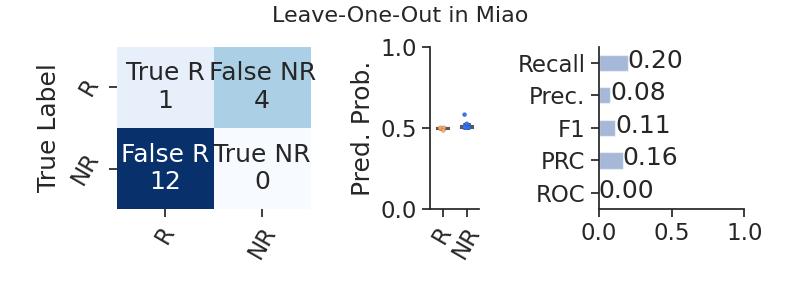 Leave-One-Out in Miao
True Label
R
NR
True R
1
False NR
4
False R
12
True NR
0
R
NR
Pred. Prob.
1.0
0.5
0.0
R
NR
Recall
Prec.
F1
PRC
ROC
0.20
0.08
0.11
0.16
0.00
0.0
0.5
1.0